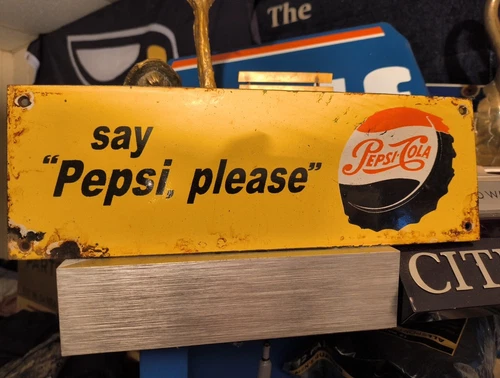 The
say
"Pepsi, please"
PEPSI-COLA
CIT